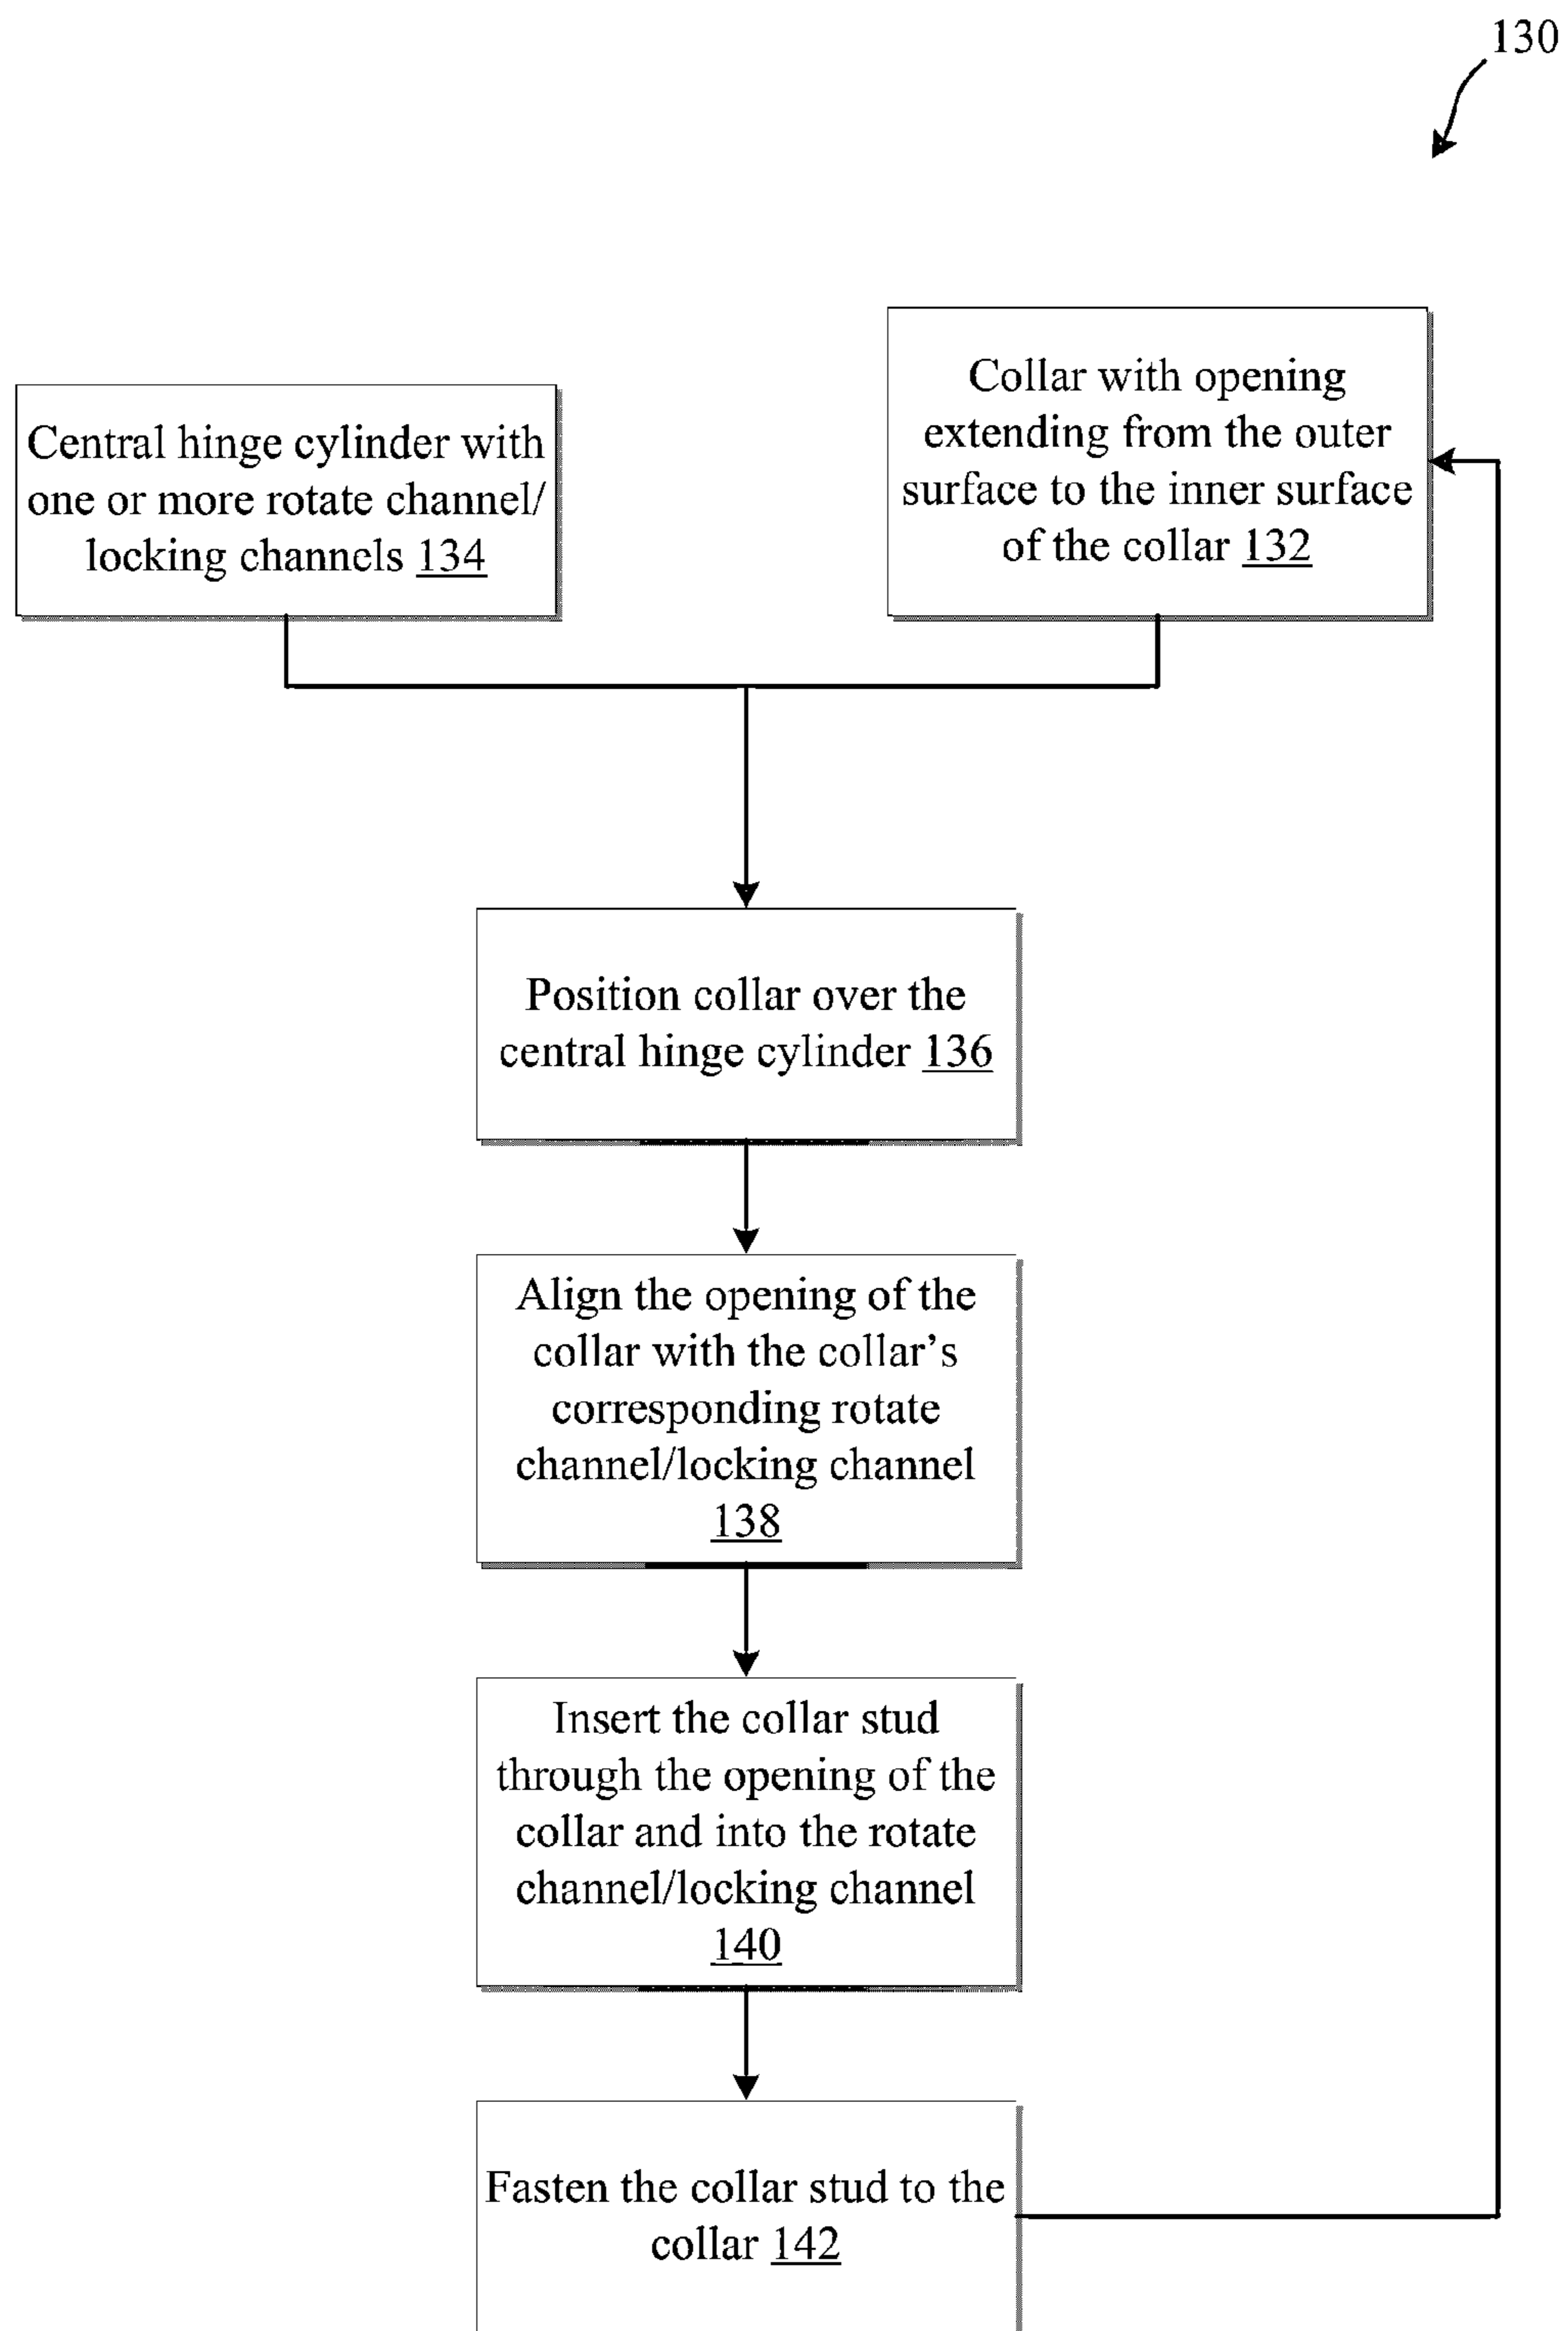 130
Central hinge cylinder with
one or more rotate channel/
locking channels 134
Collar with opening
extending from the outer
surface to the inner surface
of the collar 132
Position collar over the
central hinge cylinder 136
Align the opening of the
collar with the collar’s
corresponding rotate
channel/locking channel
138
Insert the collar stud
through the opening of the
collar and into the rotate
channel/locking channel
140
Fasten the collar stud to the
collar 142